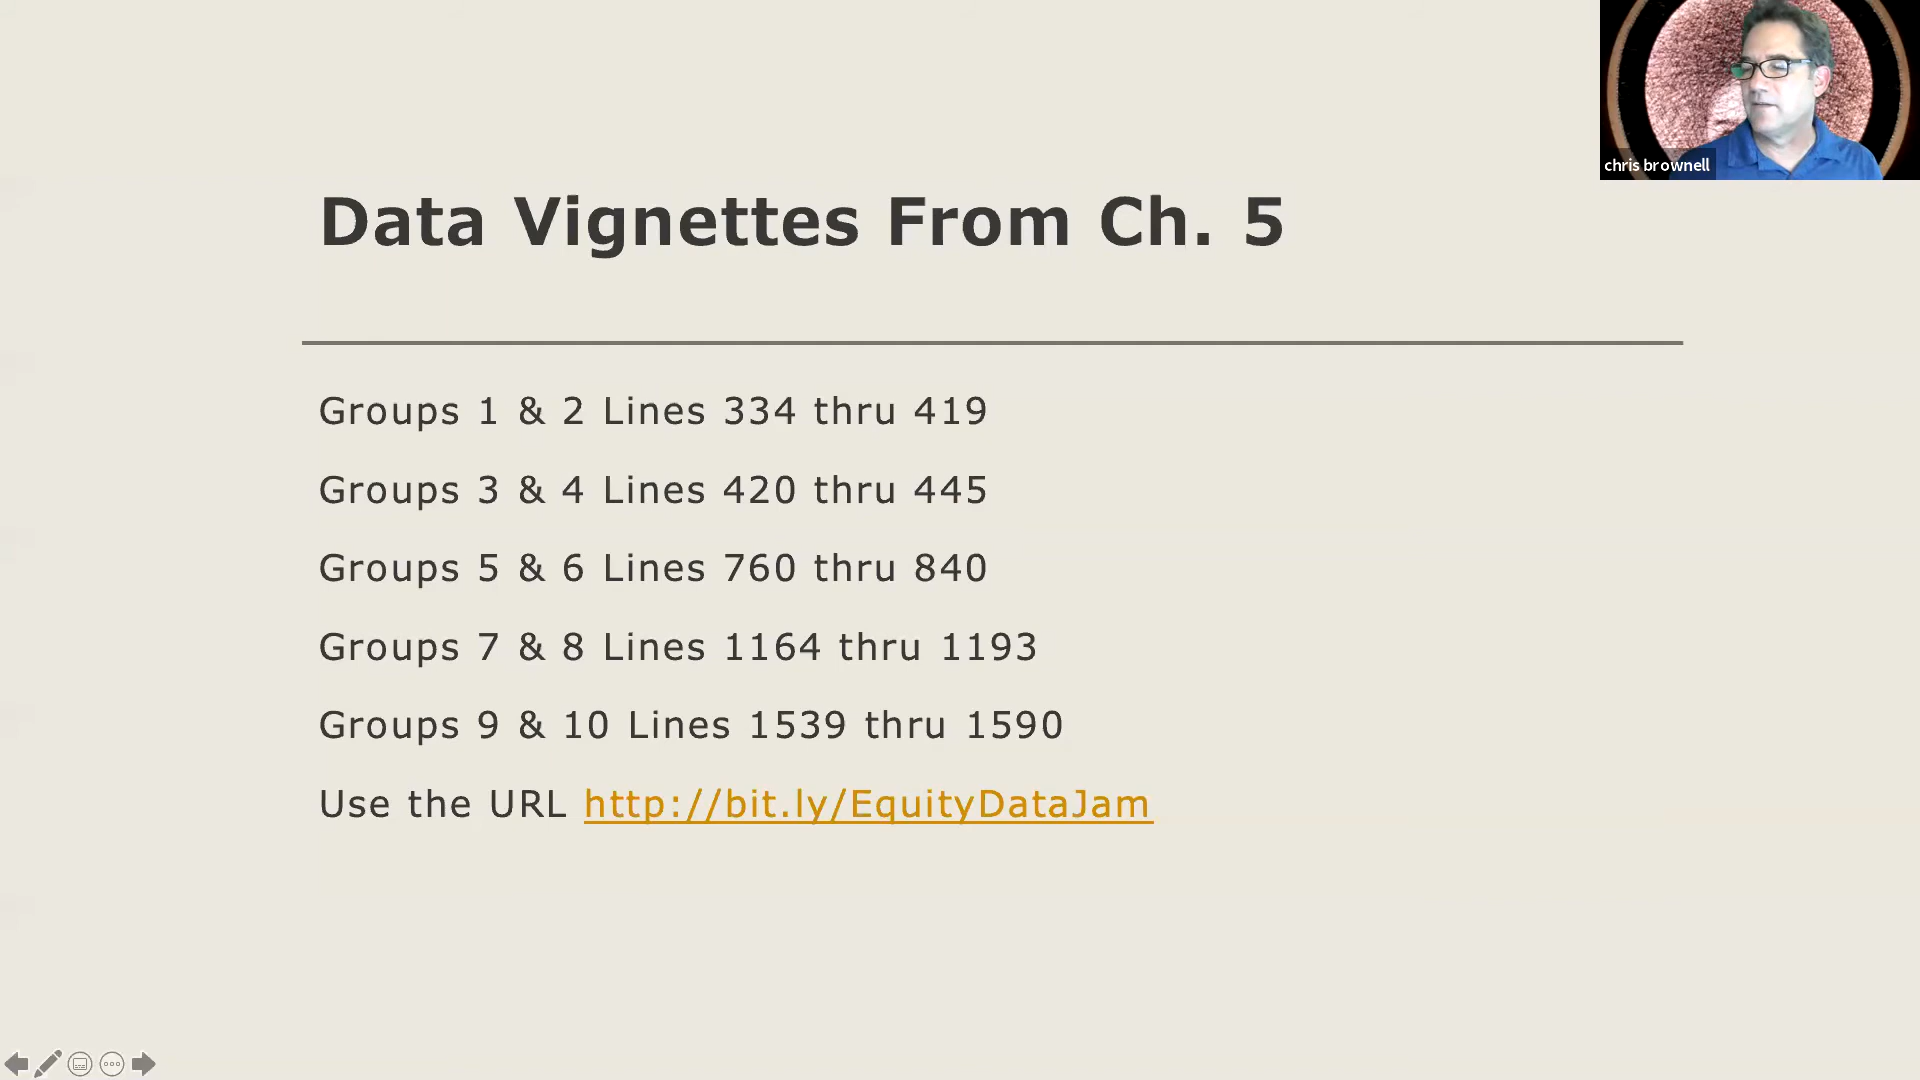 chris brownell
Data Vignettes From Ch. 5
Groups 1 & 2 Lines 334 thru 419
Groups 3 & 4 Lines 420 thru 445
Groups 5 & 6 Lines 760 thru 840
Groups 7 & 8 Lines 1164 thru 1193
Groups 9 & 10 Lines 1539 thru 1590
Use the URL http://bit.ly/EquityDataJam